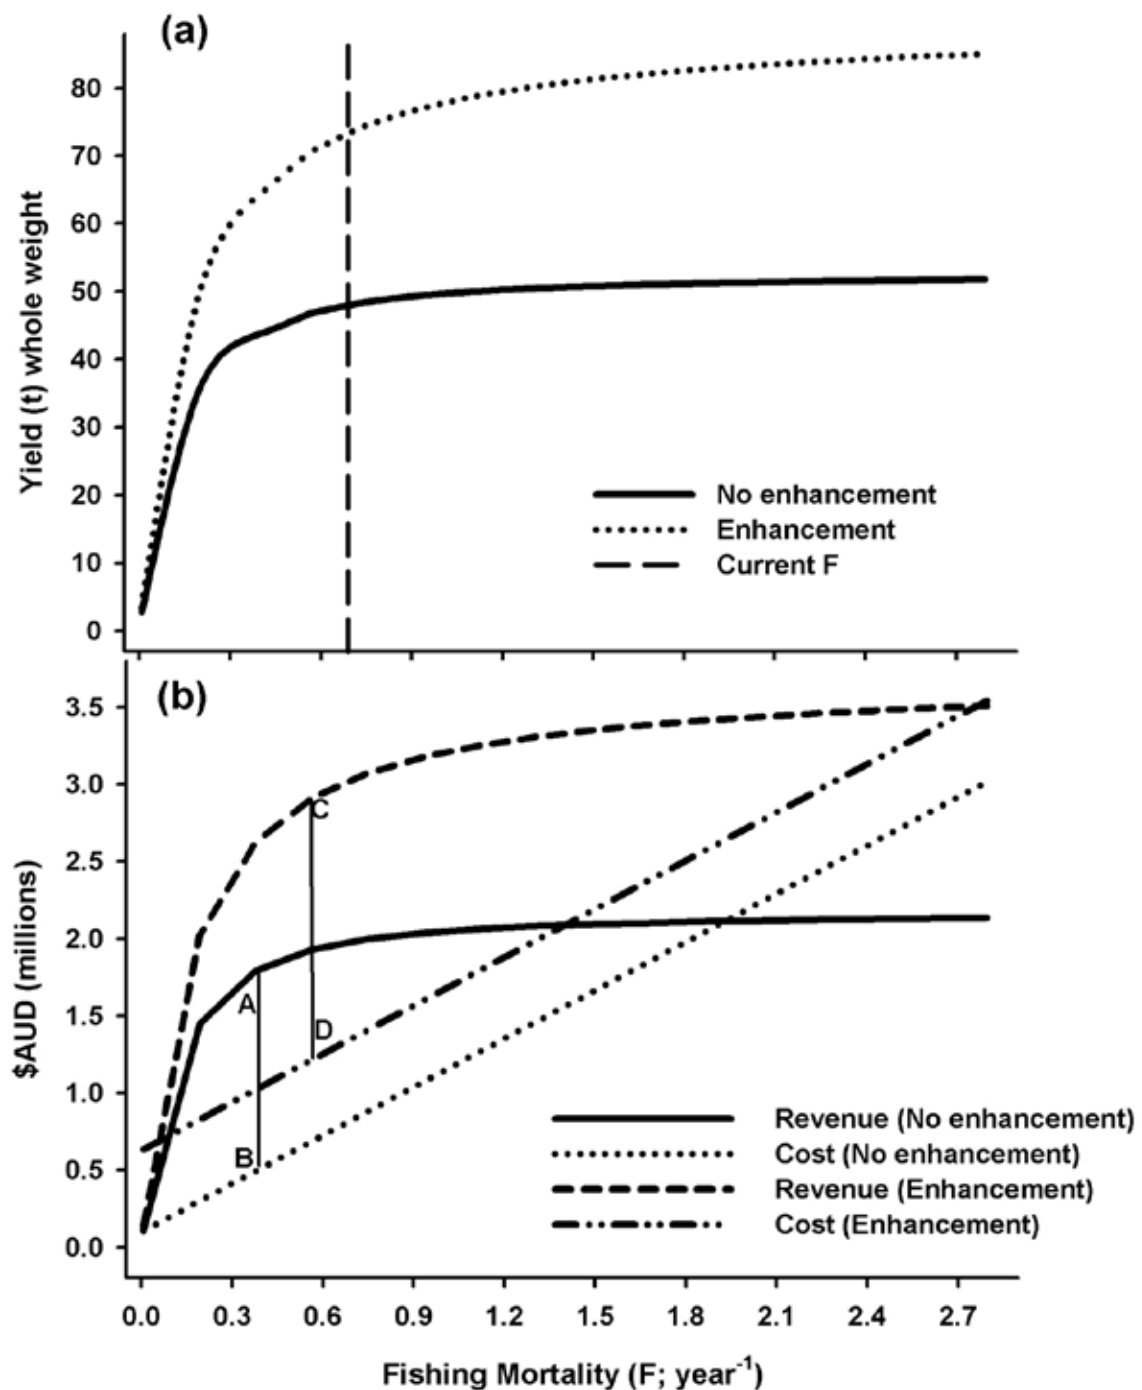 (a)
80
70
60
50
40
30
20
10
0
Yield (t) whole weight
No enhancement
Enhancement
Current F
(b)
3.5
3.0
2.5
2.0
1.5
1.0
0.5
0.0
$AUD (millions)
C
A
D
B
Revenue (No enhancement)
Cost (No enhancement)
Revenue (Enhancement)
Cost (Enhancement)
0.0 0.3 0.6 0.9 1.2 1.5 1.8 2.1 2.4 2.7
Fishing Mortality (F; year⁻¹)